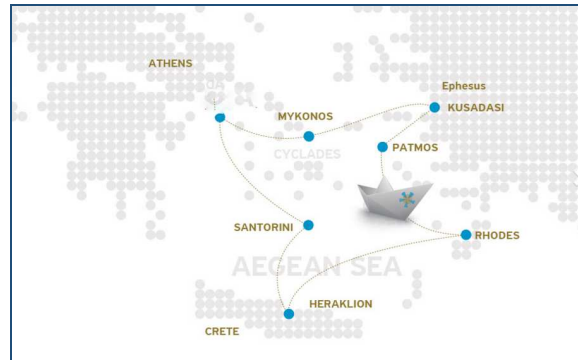 ATHENS
Ephesus
MYKONOS
KUSADASI
PATMOS
CYCLADES
SANTORINI
RHODES
AEGEAN SEA
HERAKLION
CRETE